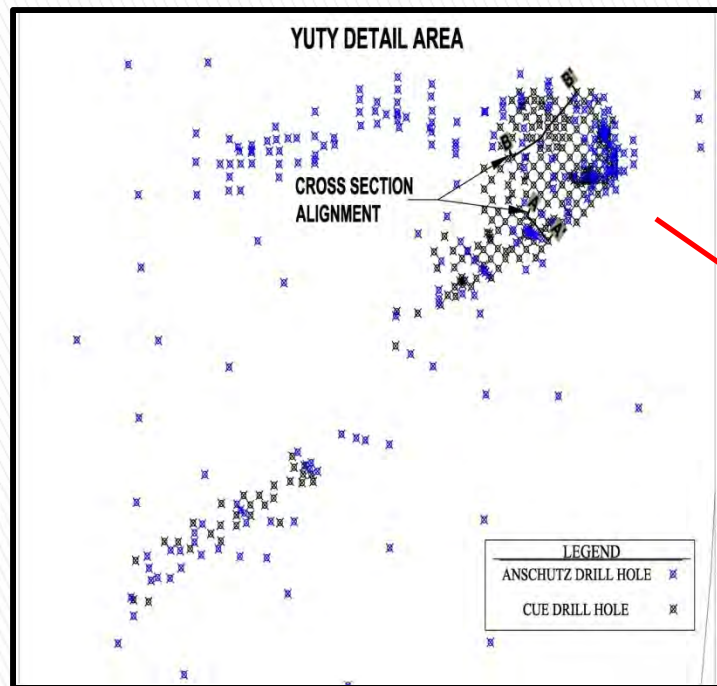 YUTY DETAIL AREA
B'
B
CROSS SECTION
ALIGNMENT
A
A'
LEGEND
ANSCHUTZ DRILL HOLE
CUE DRILL HOLE